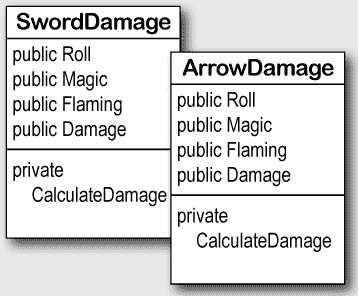 SwordDamage
public Roll
public Magic
public Flaming
public Damage
private
CalculateDamage
ArrowDamage
public Roll
public Magic
public Flaming
public Damage
private
CalculateDamage